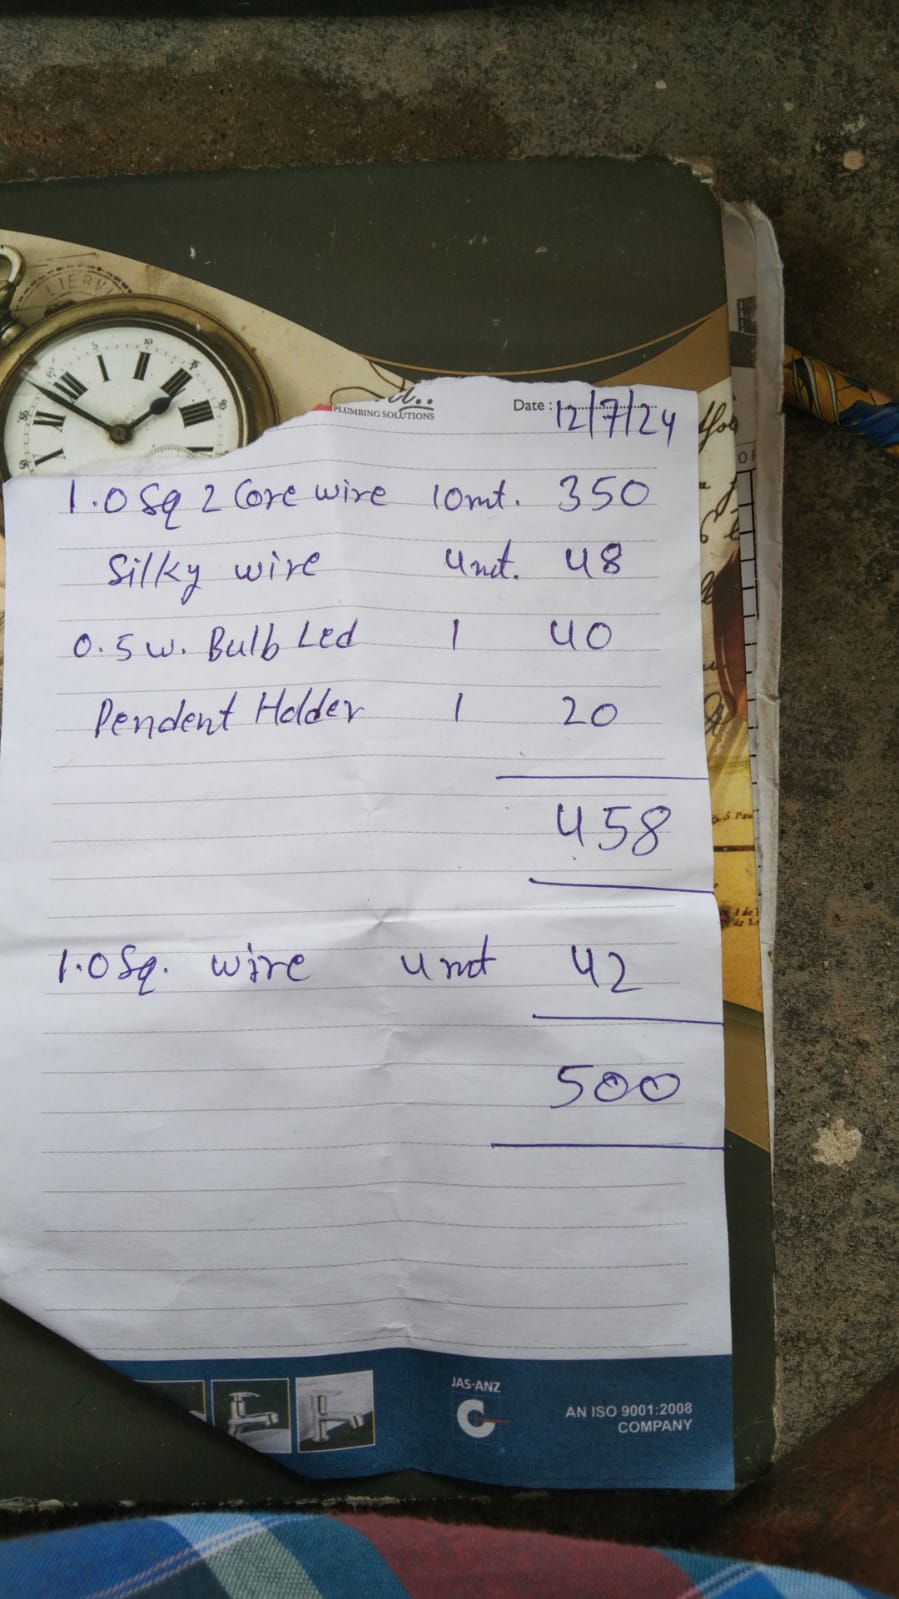 PLUMBING SOLUTIONS
Date : 12/7/24
1.0 Sq 2 Core wire 10mt. 350
Silky wire 4mt. 48
0.5 w. Bulb Led 1 40
Pendent Holder 1 20
458
1.0 Sq. wire 4mt 42
500
JAS-ANZ
AN ISO 9001:2008
COMPANY